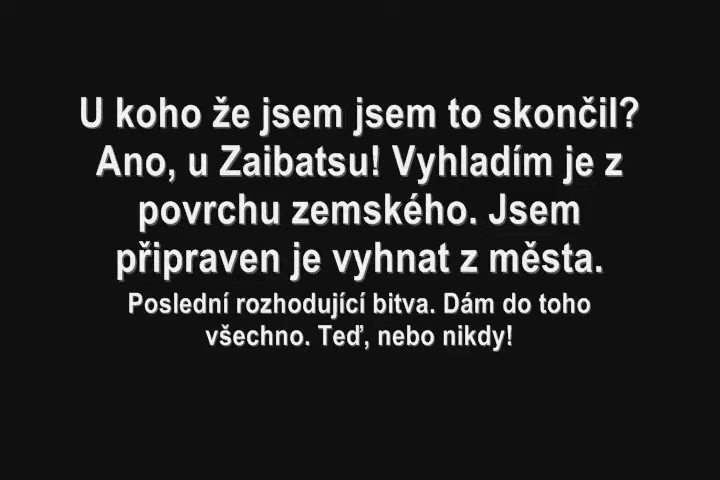 U koho že jsem jsem to skončil?
Ano, u Zaibatsu! Vyhladím je z
povrchu zemského. Jsem
připraven je vyhnat z města.
Poslední rozhodující bitva. Dám do toho
všechno. Teď, nebo nikdy!